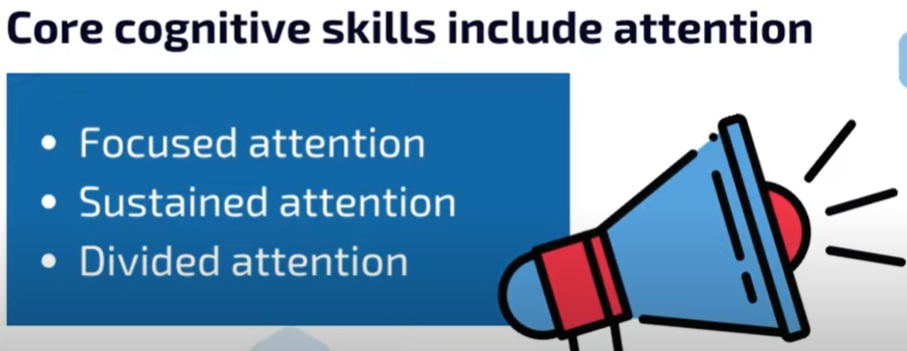 Core cognitive skills include attention
• Focused attention
• Sustained attention
• Divided attention